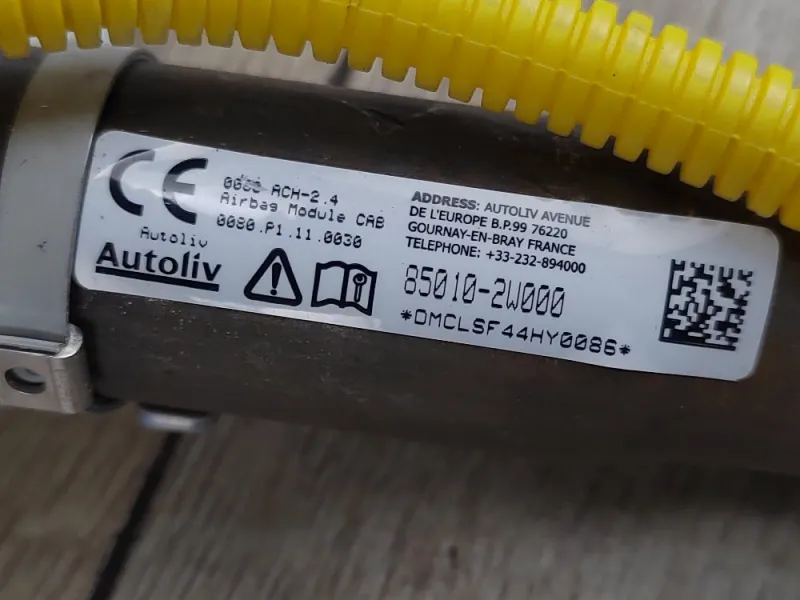 CE
ACH-2.4
Airbag Module CAB
0080.P1.11.0030
Autoliv
Autoliv
ADDRESS: AUTOLIV AVENUE
DE L'EUROPE B.P.99 76220
GOURNAY-EN-BRAY FRANCE
TELEPHONE: +33-232-894000
85010-2W000
*DMCLSF44HY0086*